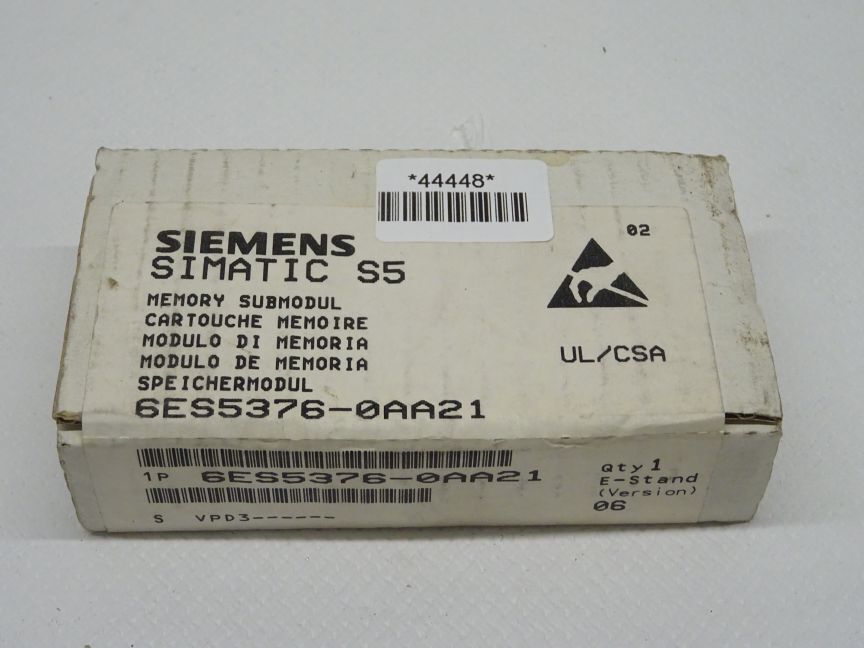 *44448*
02
SIEMENS
SIMATIC S5
MEMORY SUBMODUL
CARTOUCHE MEMOIRE
MODULO DI MEMORIA
MODULO DE MEMORIA
SPEICHERMODUL
6ES5376-0AA21
UL/CSA
1P 6ES5376-0AA21
S VPD3------
Qty 1
E-Stand
(Version)
06